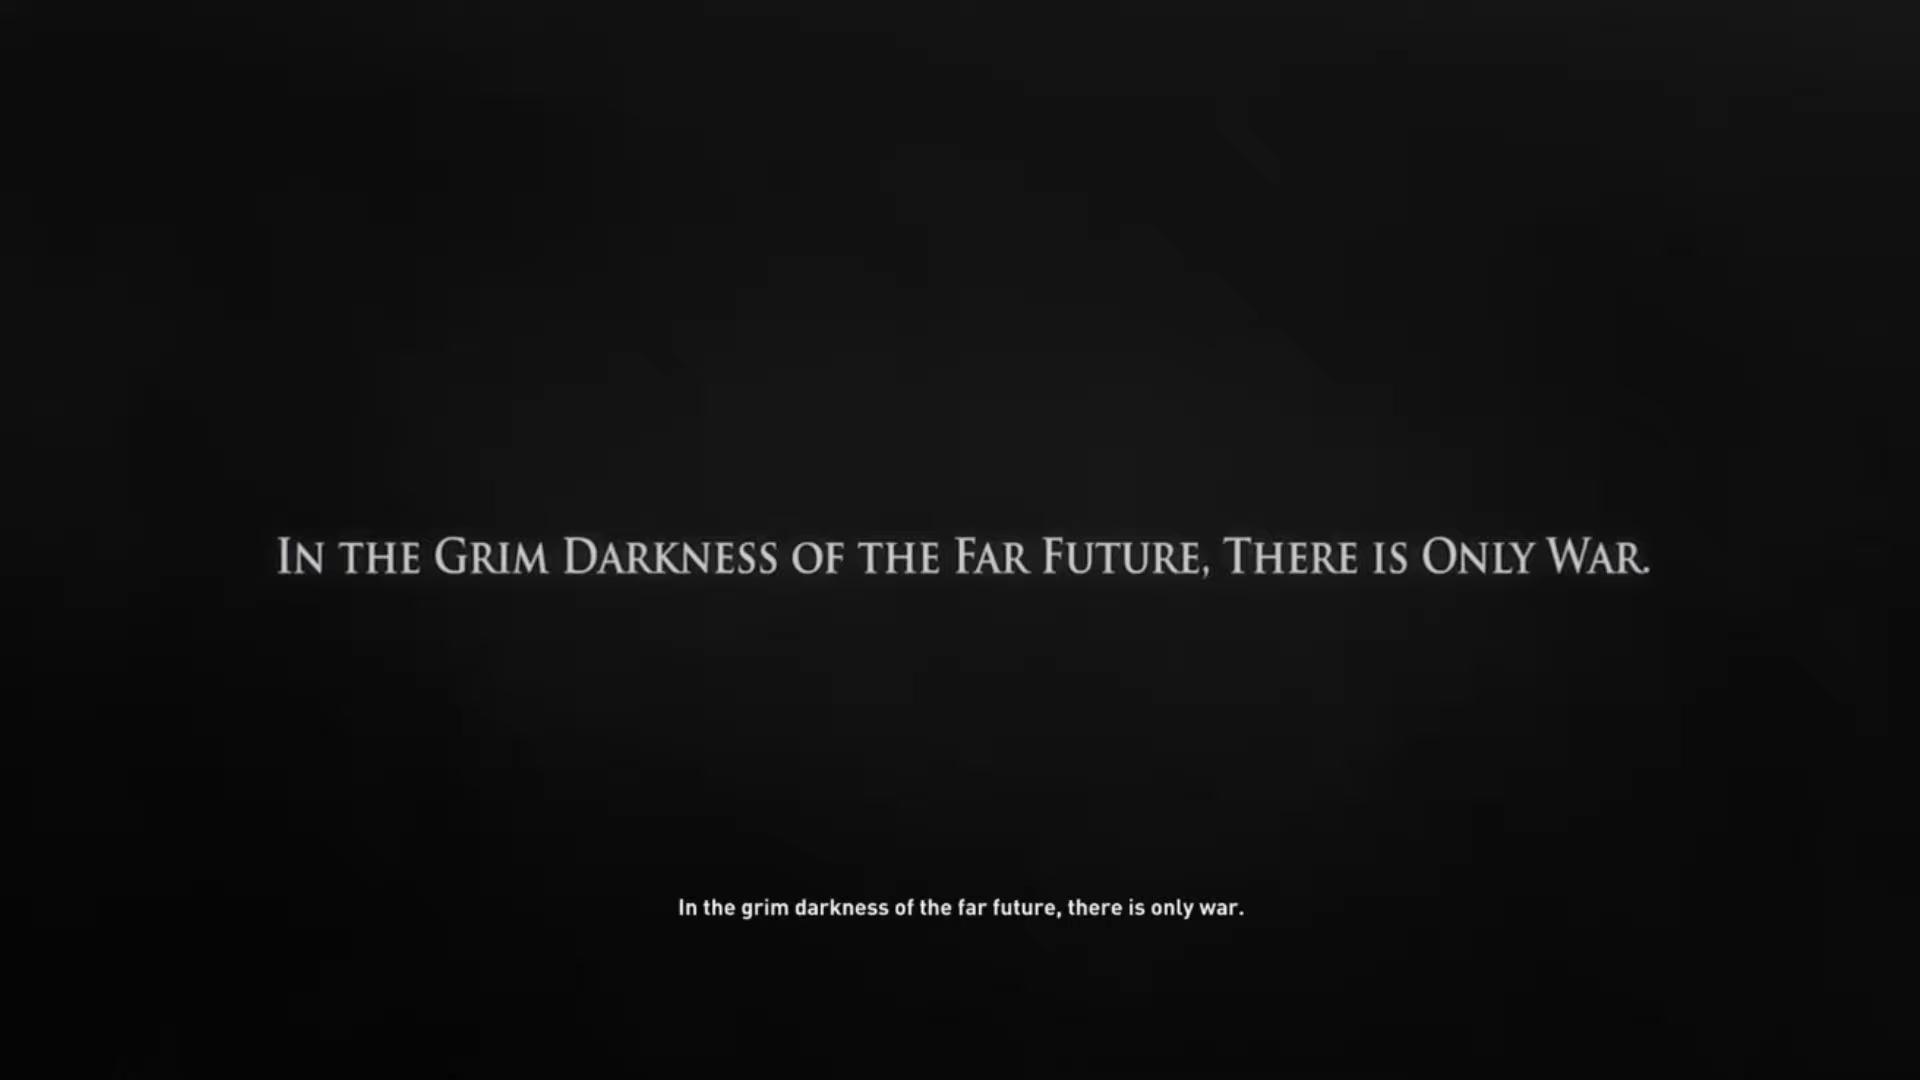 In the Grim Darkness of the Far Future, There is Only War.
In the grim darkness of the far future, there is only war.